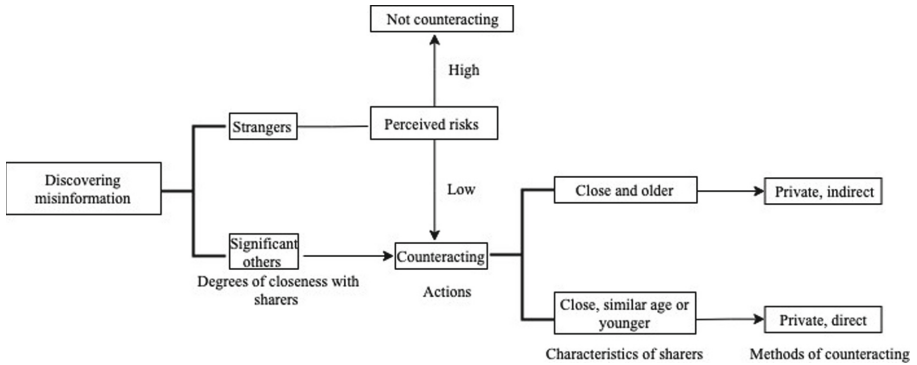 Not counteracting
High
Strangers
Perceived risks
Discovering
misinformation
Low
Close and older
Private, indirect
Significant
others
Counteracting
Degrees of closeness with
sharers
Actions
Close, similar age or
younger
Private, direct
Characteristics of sharers
Methods of counteracting